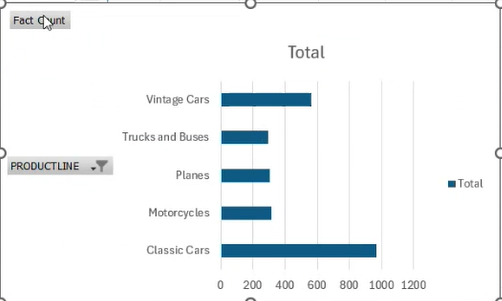 Fact Count
Total
Vintage Cars
Trucks and Buses
PRODUCTLINE
Planes
Total
Motorcycles
Classic Cars
0 200 400 600 800 1000 1200